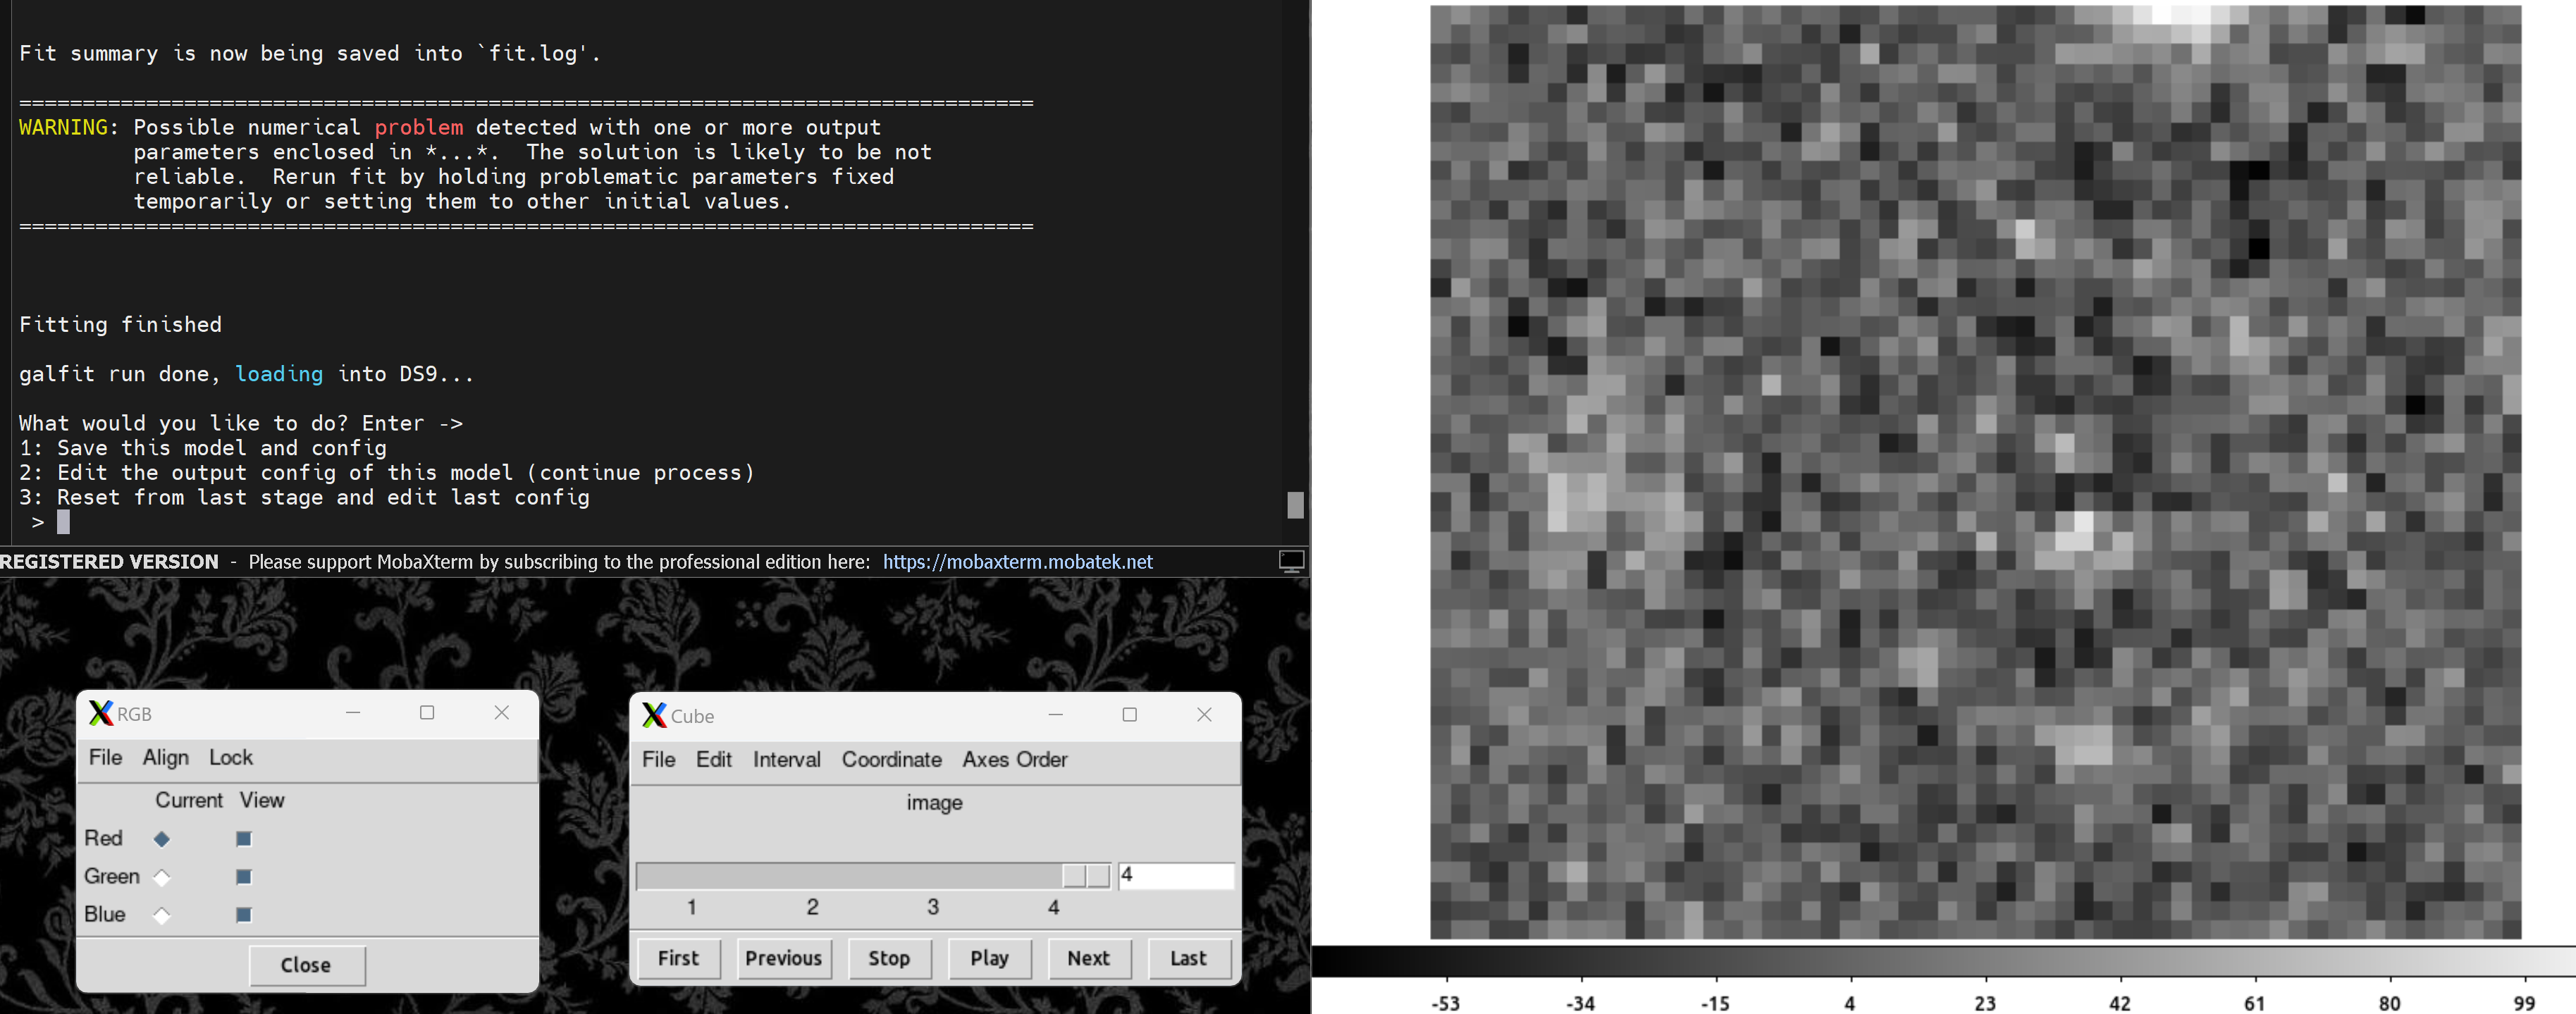 Fit summary is now being saved into `fit.log'.
================================================================================
WARNING: Possible numerical problem detected with one or more output
parameters enclosed in *...*.  The solution is likely to be not
reliable.  Rerun fit by holding problematic parameters fixed
temporarily or setting them to other initial values.
================================================================================
Fitting finished
galfit run done, loading into DS9...
What would you like to do? Enter ->
1: Save this model and config
2: Edit the output config of this model (continue process)
3: Reset from last stage and edit last config
>
REGISTERED VERSION - Please support MobaXterm by subscribing to the professional edition here: https://mobaxterm.mobatek.net
RGB
File Align Lock
Current View
Red
Green
Blue
Close
Cube
File Edit Interval Coordinate Axes Order
image
4
1 2 3 4
First Previous Stop Play Next Last
-53 -34 -15 4 23 42 61 80 99